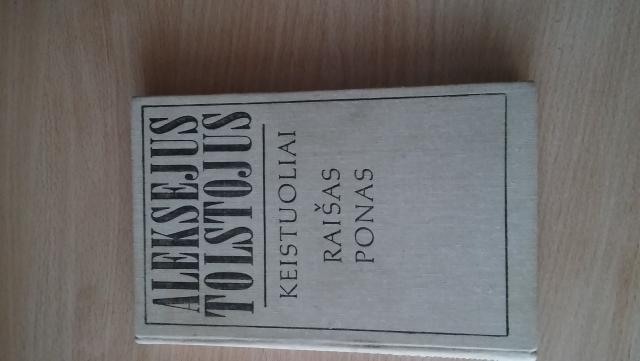 ALEKSEJUS
TOLSTOJUS
KEISTUOLIAI
RAIŠAS
PONAS